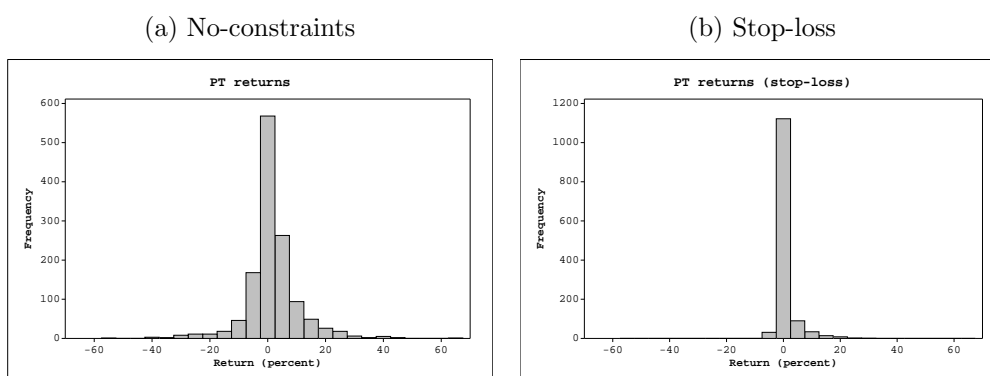 (a) No-constraints
(b) Stop-loss
PT returns
600
500
400
300
200
100
0
Frequency
-60 -40 -20 0 20 40 60
Return (percent)
PT returns (stop-loss)
1200
1000
800
600
400
200
0
Frequency
-60 -40 -20 0 20 40 60
Return (percent)